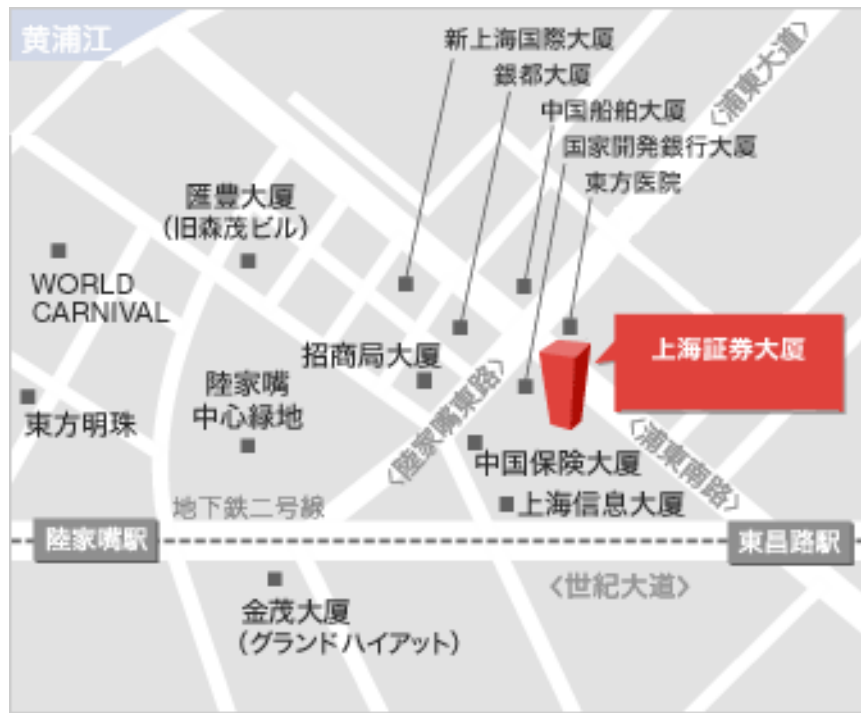 黄浦江
新上海国際大厦
銀都大厦
中国船舶大厦
国家開発銀行大厦
東方医院
〈浦東大道〉
匯豊大厦
（旧森茂ビル）
WORLD
CARNIVAL
上海証券大厦
招商局大厦
陸家嘴
中心緑地
東方明珠
〈陸家嘴東路〉
〈浦東南路〉
中国保険大厦
上海信息大厦
地下鉄二号線
陸家嘴駅
東昌路駅
〈世紀大道〉
金茂大厦
（グランドハイアット）